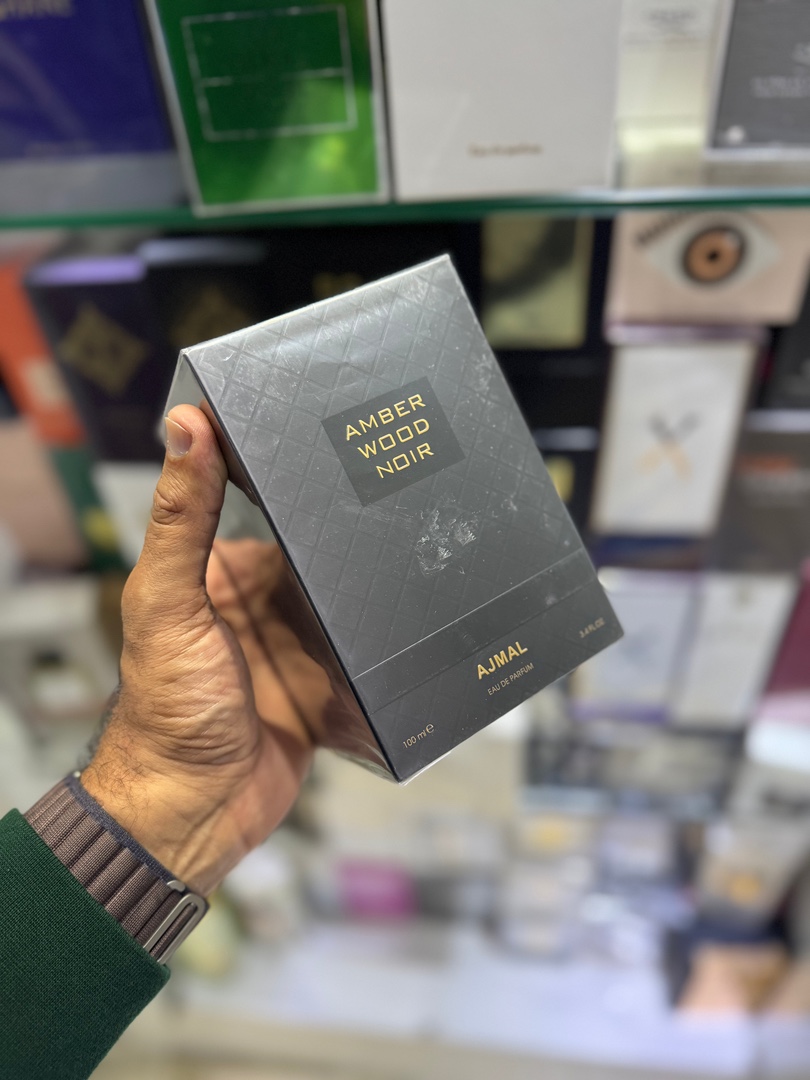 AMBER
WOOD
NOIR
AJMAL
EAU DE PARFUM
100 ml e
3.4 FL.OZ